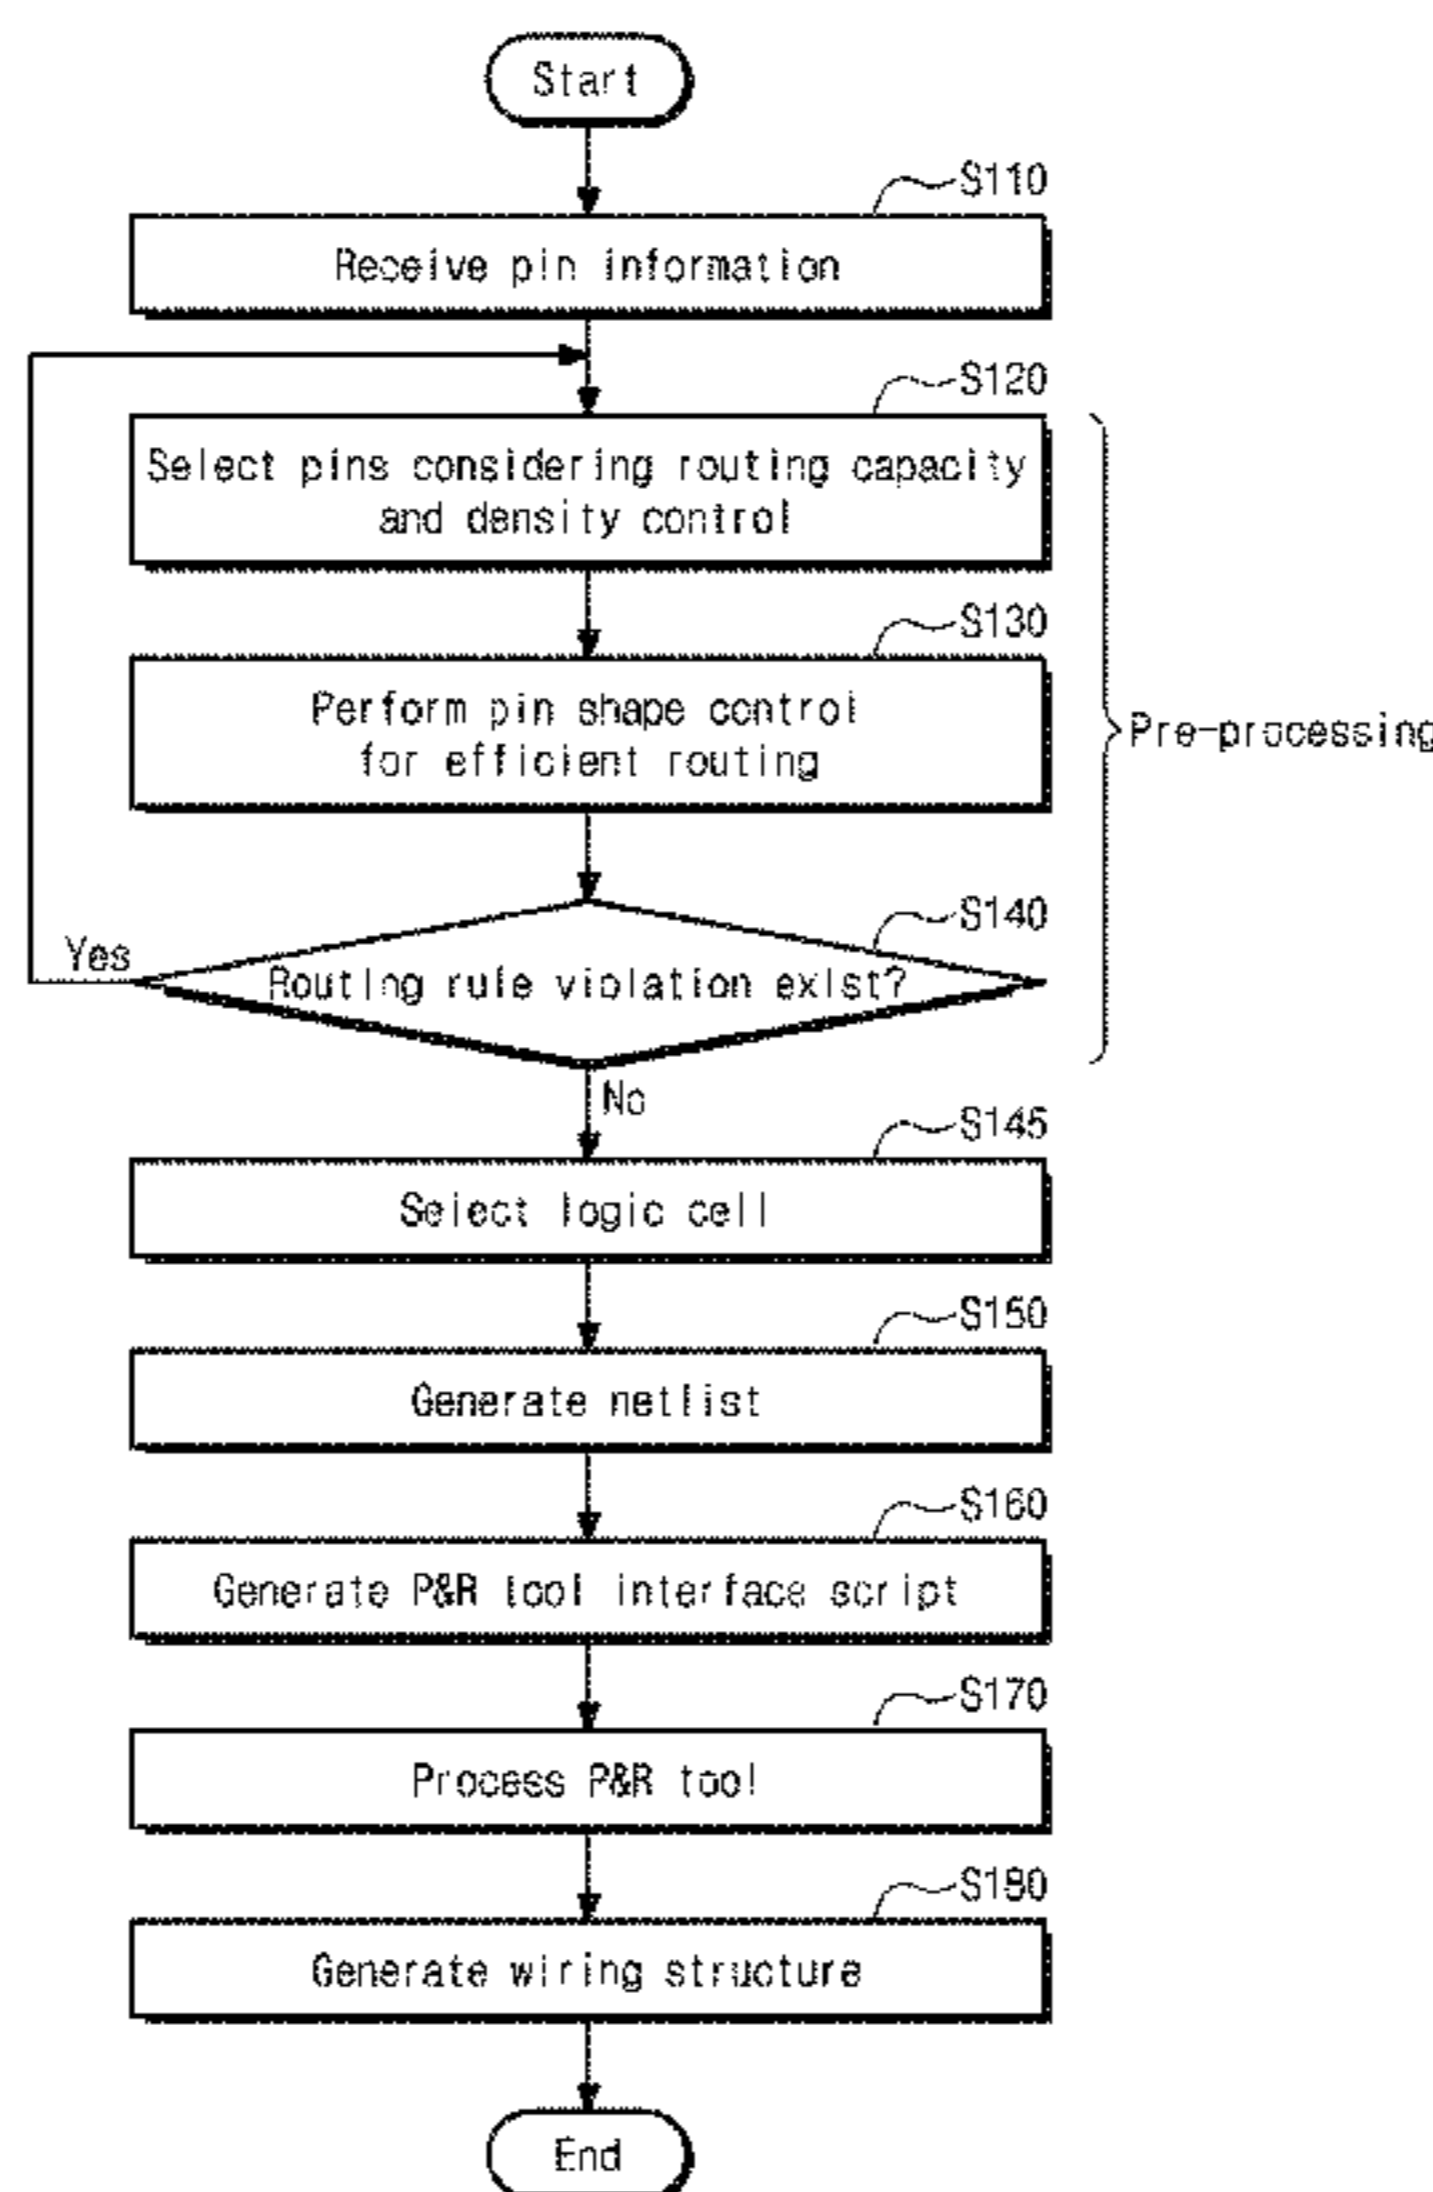 Start
S110
Receive pin information
S120
Select pins considering routing capacity
and density control
S130
Perform pin shape control
for efficient routing
Pre-processing
S140
Yes
Routing rule violation exist?
No
S145
Select logic cell
S150
Generate netlist
S160
Generate P&R tool interface script
S170
Process P&R tool
S180
Generate wiring structure
End